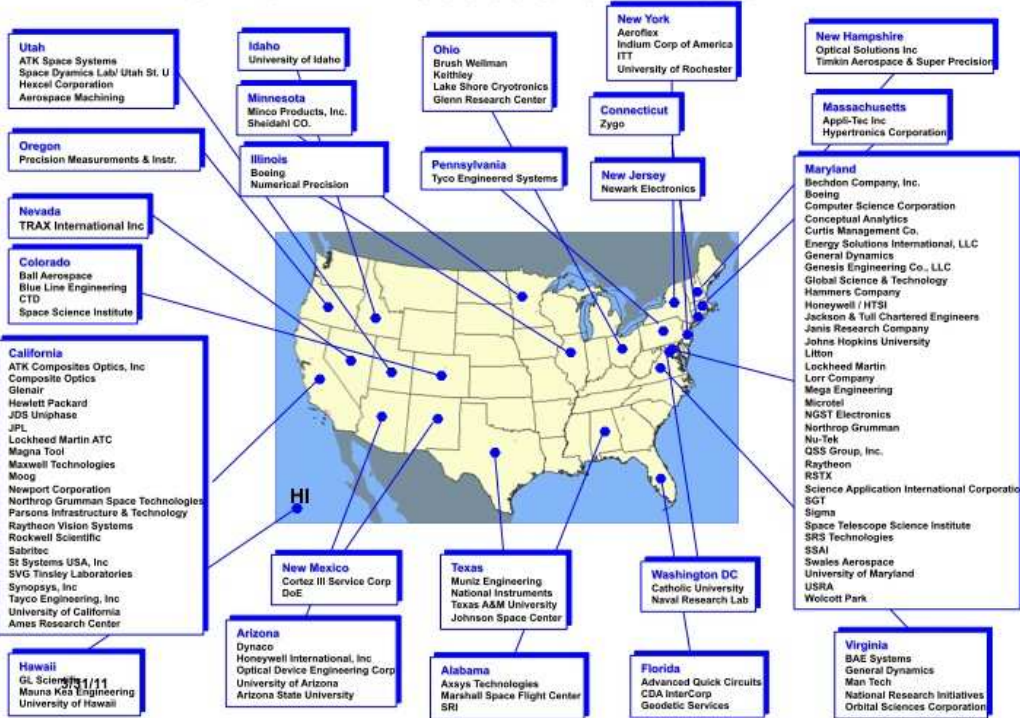 Utah
ATK Space Systems
Space Dyamics Lab/ Utah St. U
Hexcel Corporation
Aerospace Machining
Idaho
University of Idaho
Ohio
Brush Wellman
Keithley
Lake Shore Cryotronics
Glenn Research Center
New York
Aeroflex
Indium Corp of America
ITT
University of Rochester
New Hampshire
Optical Solutions Inc
Timkin Aerospace & Super Precision
Minnesota
Minco Products, Inc.
Sheidahl CO.
Connecticut
Zygo
Massachusetts
Appli-Tec Inc
Hypertronics Corporation
Oregon
Precision Measurements & Instr.
Illinois
Boeing
Numerical Precision
Pennsylvania
Tyco Engineered Systems
New Jersey
Newark Electronics
Maryland
Bechdon Company, Inc.
Boeing
Computer Science Corporation
Conceptual Analytics
Curtis Management Co.
Energy Solutions International, LLC
General Dynamics
Genesis Engineering Co., LLC
Global Science & Technology
Hammers Company
Honeywell / HTSI
Jackson & Tull Chartered Engineers
Janis Research Company
Johns Hopkins University
Litton
Lockheed Martin
Lorr Company
Mega Engineering
Microtel
NGST Electronics
Northrop Grumman
Nu-Tek
QSS Group, Inc.
Raytheon
RSTX
Science Application International Corporatio
SGT
Sigma
Space Telescope Science Institute
SRS Technologies
SSAI
Swales Aerospace
University of Maryland
USRA
Wolcott Park
Nevada
TRAX International Inc
Colorado
Ball Aerospace
Blue Line Engineering
CTD
Space Science Institute
California
ATK Composites Optics, Inc
Composite Optics
Glenair
Hewlett Packard
JDS Uniphase
JPL
Lockheed Martin ATC
Magna Tool
Maxwell Technologies
Moog
Newport Corporation
Northrop Grumman Space Technologies
Parsons Infrastructure & Technology
Raytheon Vision Systems
Rockwell Scientific
Sabritec
St Systems USA, Inc
SVG Tinsley Laboratories
Synopsys, Inc
Tayco Engineering, Inc
University of California
Ames Research Center
HI
New Mexico
Cortez III Service Corp
DoE
Texas
Muniz Engineering
National Instruments
Texas A&M University
Johnson Space Center
Washington DC
Catholic University
Naval Research Lab
Arizona
Dynaco
Honeywell International, Inc
Optical Device Engineering Corp
University of Arizona
Arizona State University
Hawaii
GL
Mauna Kea Engineering
University of Hawaii
3/31/11
Alabama
Axsys Technologies
Marshall Space Flight Center
SRI
Florida
Advanced Quick Circuits
CDA InterCorp
Geodetic Services
Virginia
BAE Systems
General Dynamics
Man Tech
National Research Initiatives
Orbital Sciences Corporation